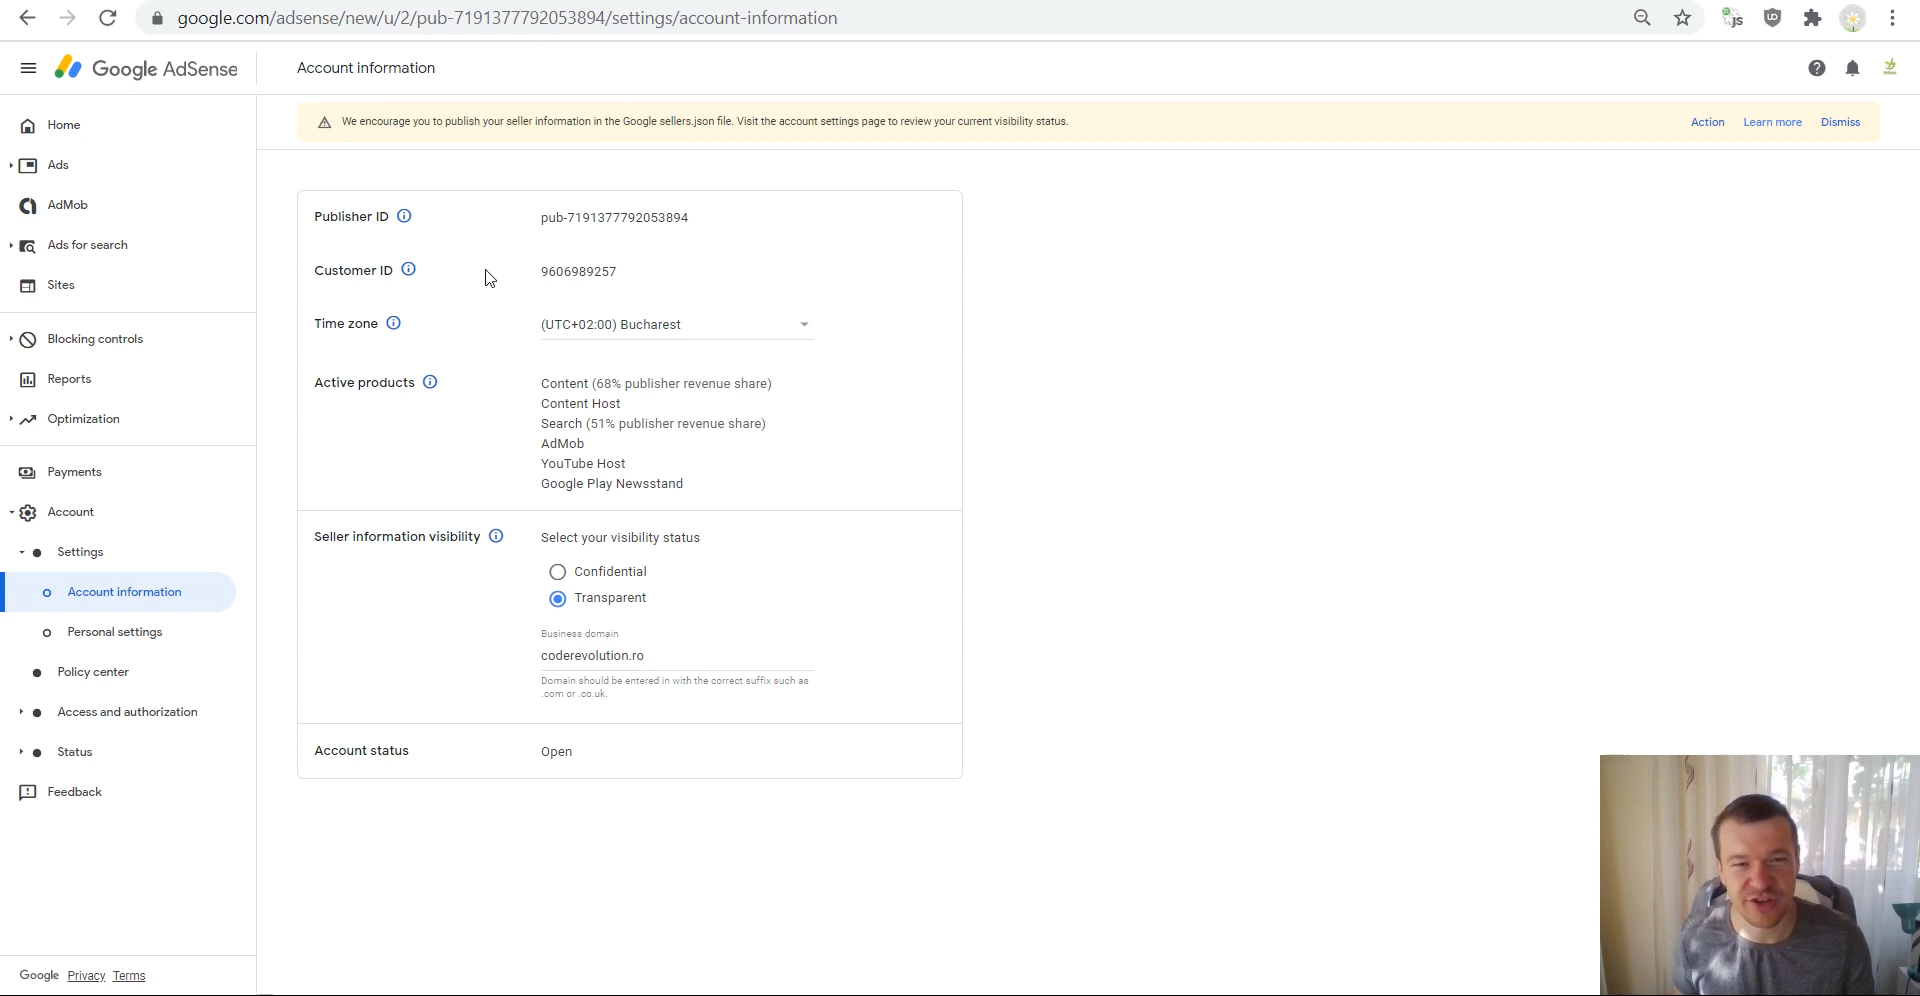 google.com/adsense/new/u/2/pub-7191377792053894/settings/account-information
Google AdSense
Account information
Home
Ads
AdMob
Ads for search
Sites
Blocking controls
Reports
Optimization
Payments
Account
Settings
Account information
Personal settings
Policy center
Access and authorization
Status
Feedback
Google Privacy Terms
We encourage you to publish your seller information in the Google sellers.json file. Visit the account settings page to review your current visibility status.
Action Learn more Dismiss
Publisher ID pub-7191377792053894
Customer ID 9606989257
Time zone (UTC+02:00) Bucharest
Active products Content (68% publisher revenue share)
Content Host
Search (51% publisher revenue share)
AdMob
YouTube Host
Google Play Newsstand
Seller information visibility Select your visibility status
Confidential
Transparent
Business domain
coderevolution.ro
Domain should be entered in with the correct suffix such as
.com or .co.uk.
Account status Open